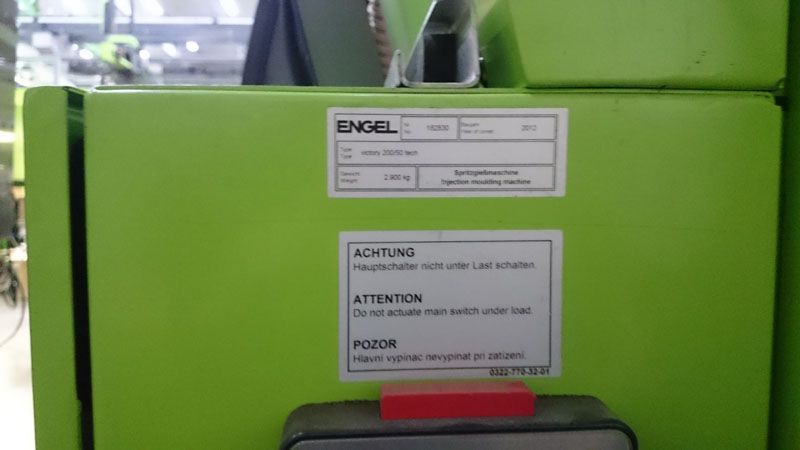 ENGEL
Nr. No. 182830
Baujahr Year of constr. 2012
Type Type victory 200/50 tech
Gewicht Weight 2.900 kg
Spritzgießmaschine
Injection moulding machine
ACHTUNG
Hauptschalter nicht unter Last schalten.
ATTENTION
Do not actuate main switch under load.
POZOR
Hlavni vypinac nevypinat pri zatizeni.
0322-770-32-01